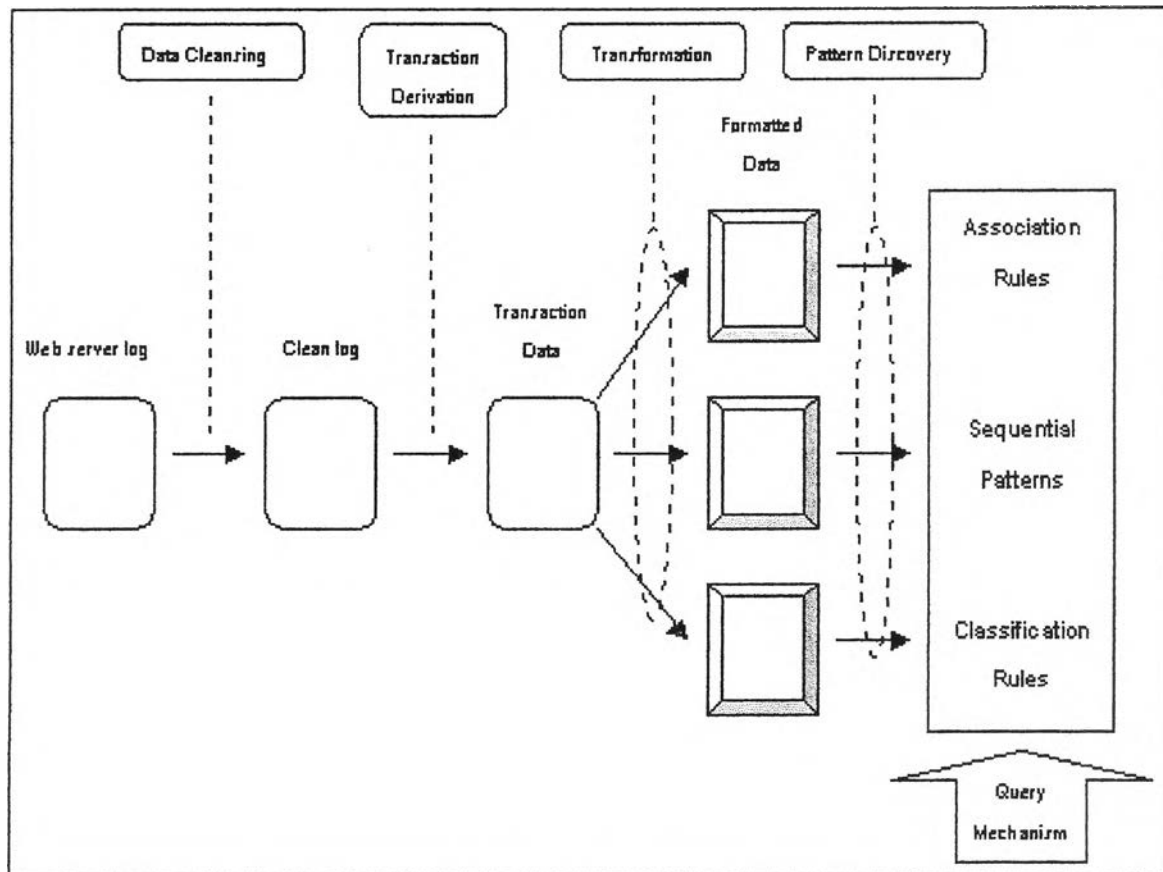 Data Cleansing
Transaction
Derivation
Transformation
Pattern Discovery
Formatted
Data
Association
Rules
Transaction
Data
Web server log
Clean log
Sequential
Patterns
Classification
Rules
Query
Mechanism